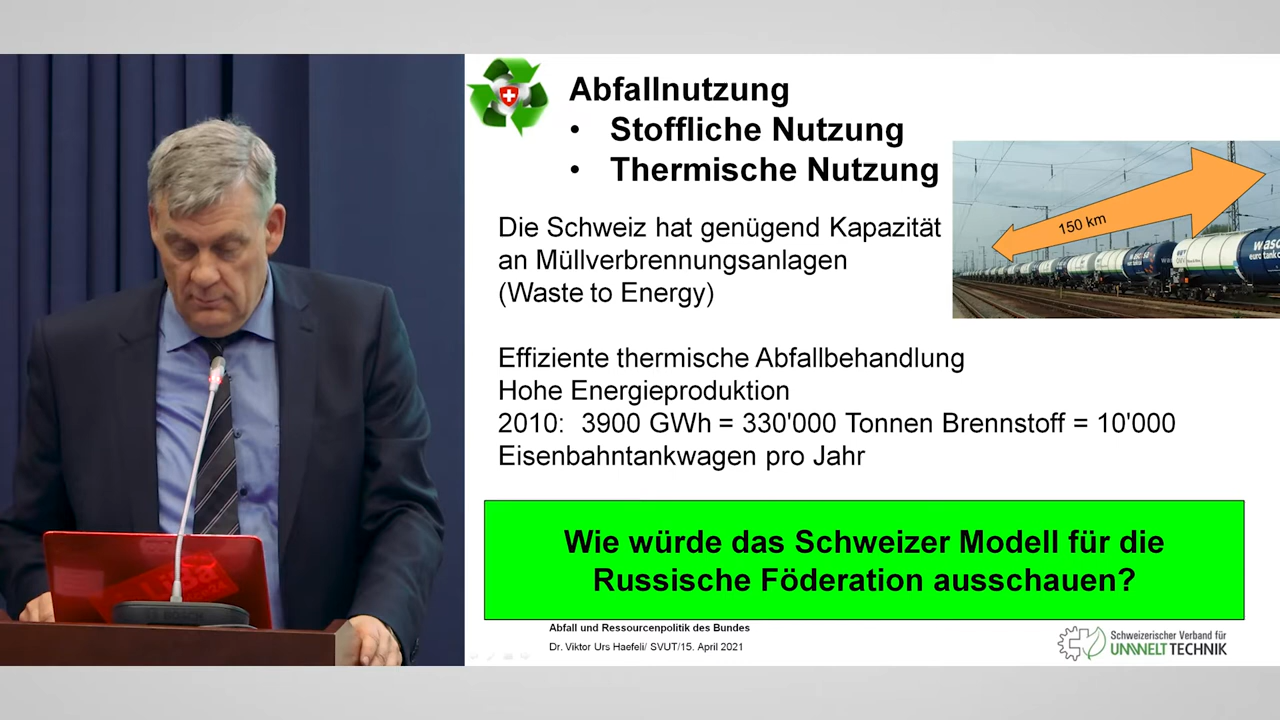 Abfallnutzung
• Stoffliche Nutzung
• Thermische Nutzung
150 km
Die Schweiz hat genügend Kapazität
an Müllverbrennungsanlagen
(Waste to Energy)
Effiziente thermische Abfallbehandlung
Hohe Energieproduktion
2010: 3900 GWh = 330'000 Tonnen Brennstoff = 10'000
Eisenbahntankwagen pro Jahr
Wie würde das Schweizer Modell für die
Russische Föderation ausschauen?
Abfall und Ressourcenpolitik des Bundes
Dr. Viktor Urs Haefeli/ SVUT/15. April 2021
Schweizerischer Verband für
UMWELT TECHNIK